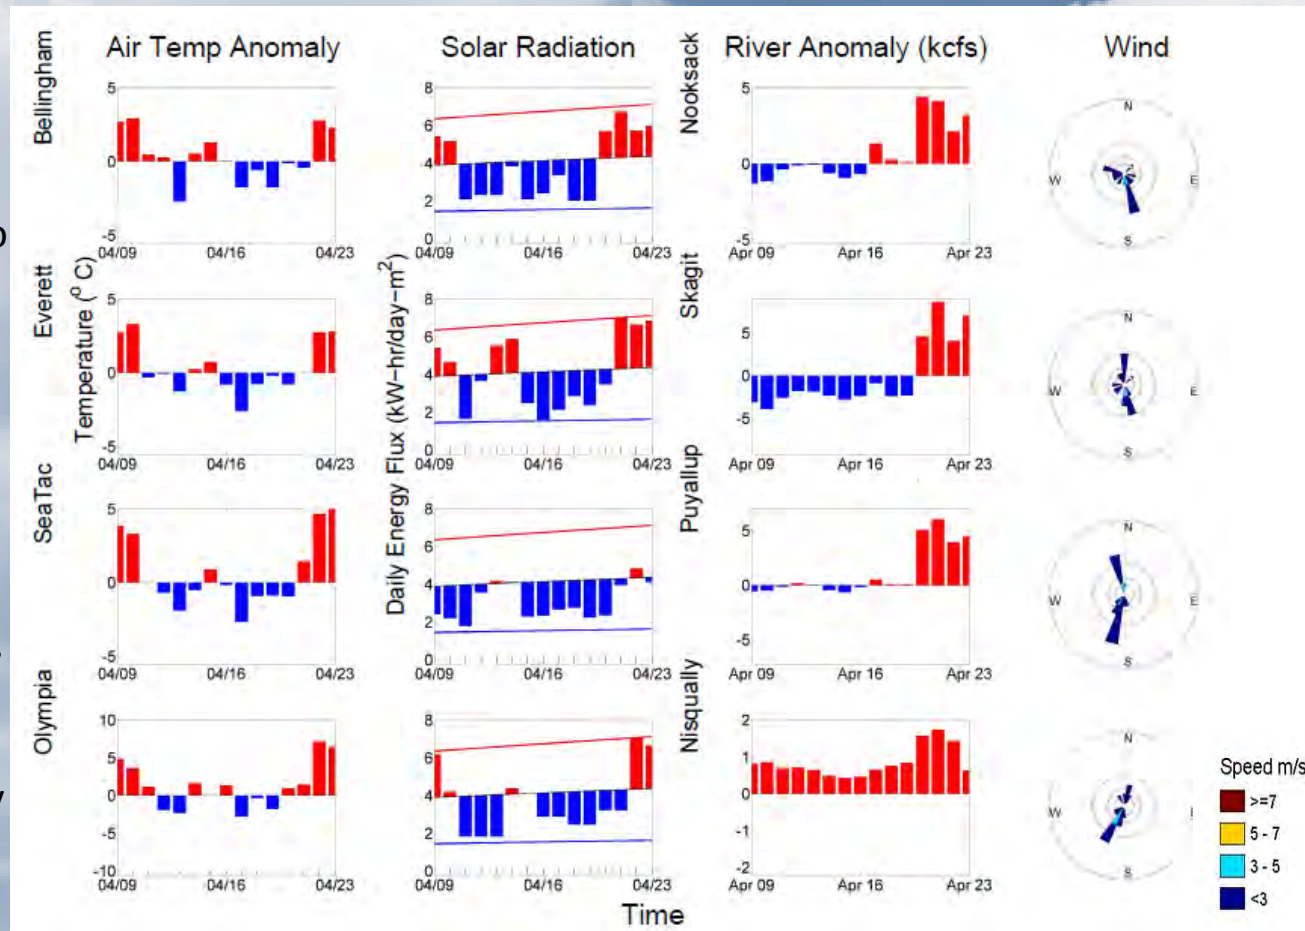 Air Temp Anomaly
Solar Radiation
River Anomaly (kcfs)
Wind
Bellingham
5
0
-5
04/09
04/16
04/23
8
6
4
2
0
04/09
04/16
04/23
Nooksack
5
0
-5
Apr 09
Apr 16
Apr 23
N
W
E
S
Temperature (⁰ C)
Daily Energy Flux (kW-hr/day-m²)
Everett
5
0
-5
04/09
04/16
04/23
8
6
4
2
0
04/09
04/16
04/23
Skagit
5
0
-5
Apr 09
Apr 16
Apr 23
N
W
E
S
SeaTac
5
0
-5
04/09
04/16
04/23
8
6
4
2
0
04/09
04/16
04/23
Puyallup
5
0
-5
Apr 09
Apr 16
Apr 23
N
W
E
S
Olympia
10
5
0
-5
-10
04/09
04/16
04/23
8
6
4
2
0
04/09
04/16
04/23
Nisqually
2
1
0
-1
-2
Apr 09
Apr 16
Apr 23
N
W
E
S
Time
Speed m/s
>=7
5 - 7
3 - 5
<3